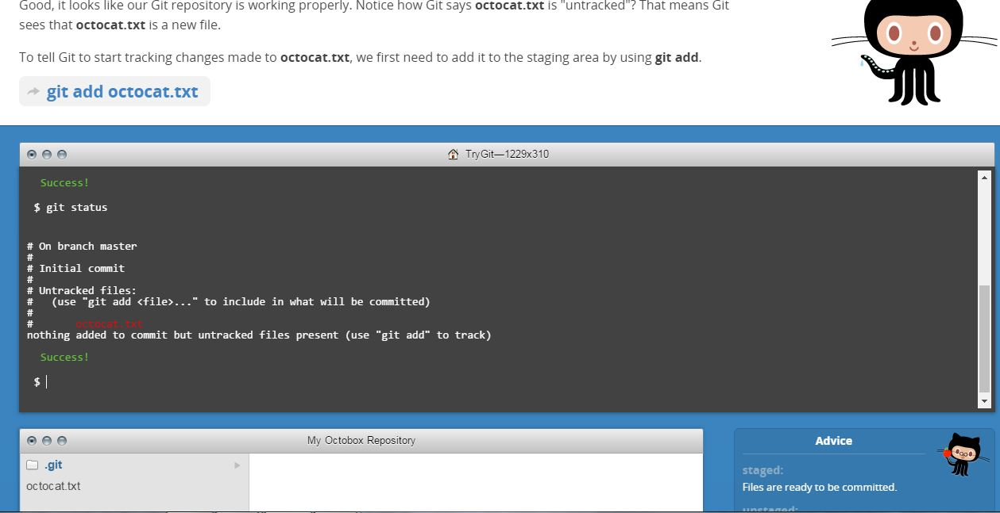 Good, it looks like our Git repository is working properly. Notice how Git says octocat.txt is "untracked"? That means Git
sees that octocat.txt is a new file.
To tell Git to start tracking changes made to octocat.txt, we first need to add it to the staging area by using git add.
git add octocat.txt
TryGit—1229x310
Success!
$ git status
# On branch master
#
# Initial commit
#
# Untracked files:
#   (use "git add <file>..." to include in what will be committed)
#
#       octocat.txt
nothing added to commit but untracked files present (use "git add" to track)
Success!
$
My Octobox Repository
.git
octocat.txt
Advice
staged:
Files are ready to be committed.
unstaged: